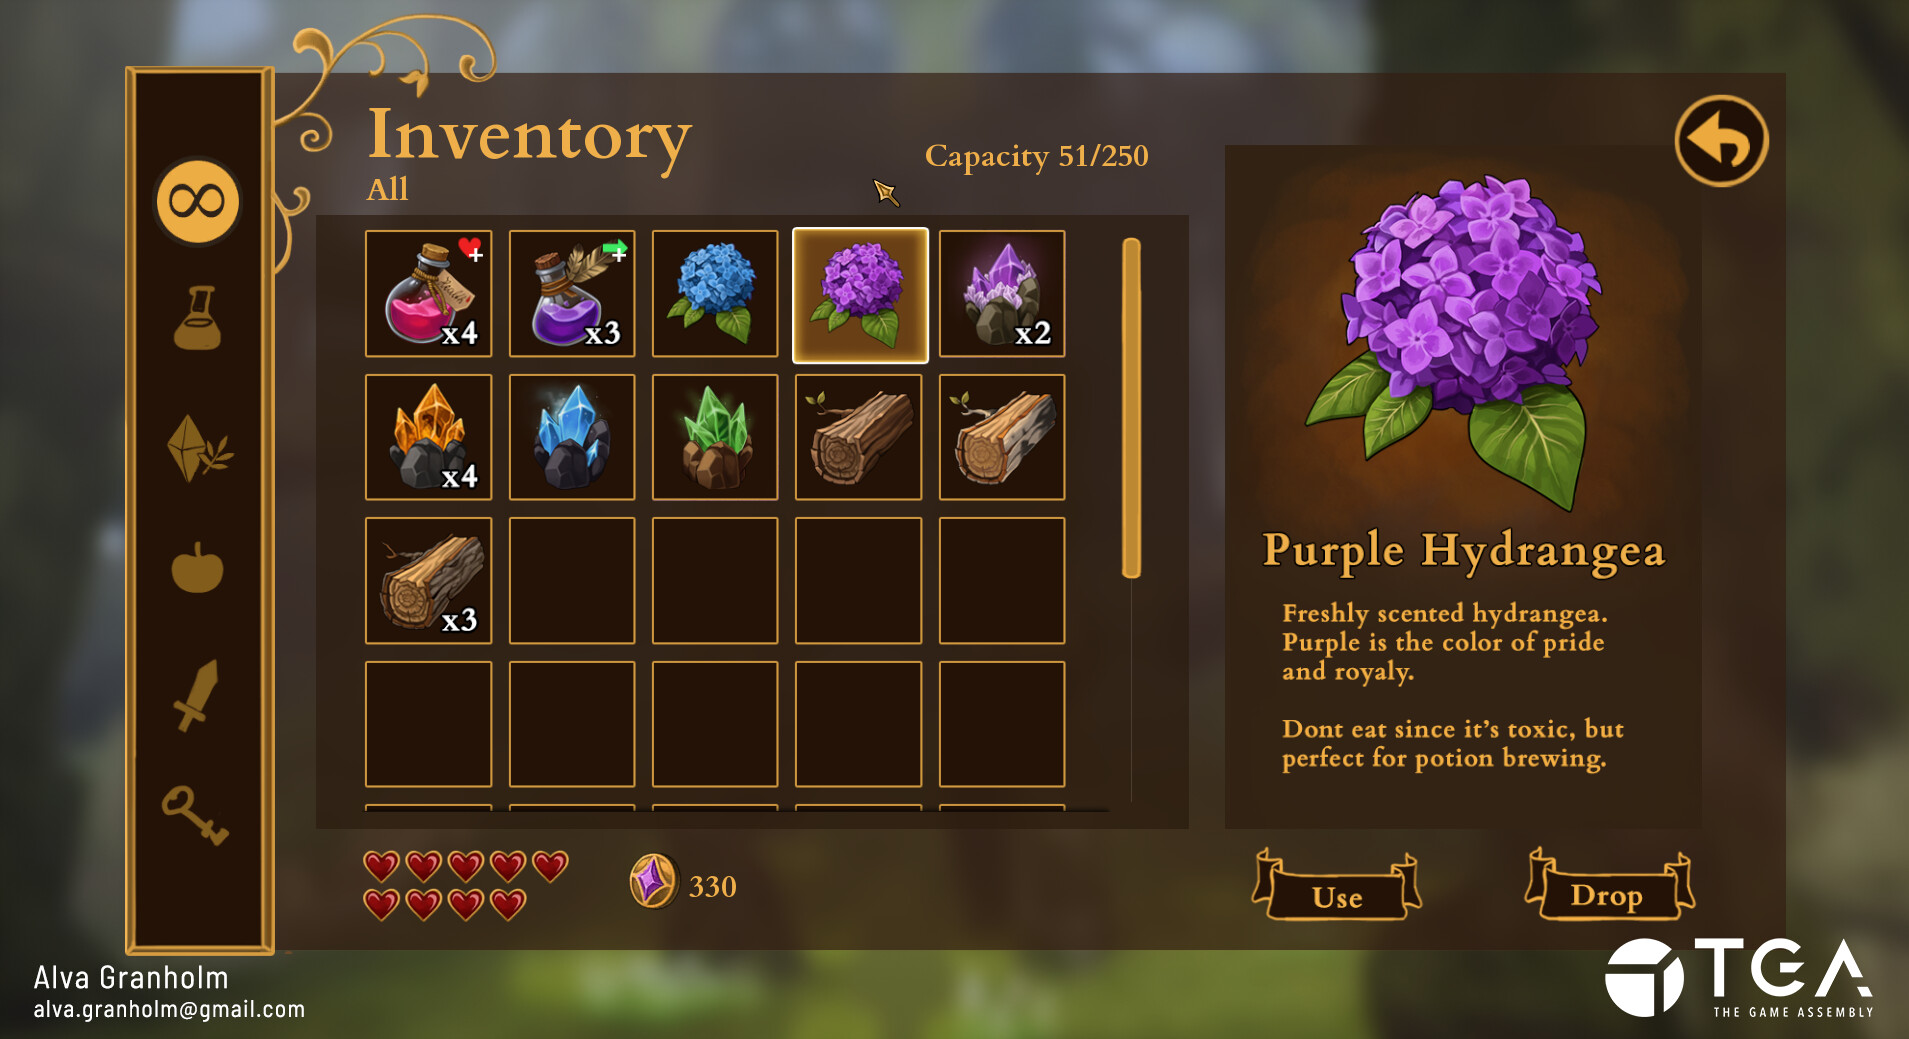 Inventory
All
Capacity 51/250
x4
x3
x2
x4
x3
Purple Hydrangea
Freshly scented hydrangea.
Purple is the color of pride
and royaly.
Dont eat since it's toxic, but
perfect for potion brewing.
330
Use
Drop
Alva Granholm
alva.granholm@gmail.com
TGA
THE GAME ASSEMBLY